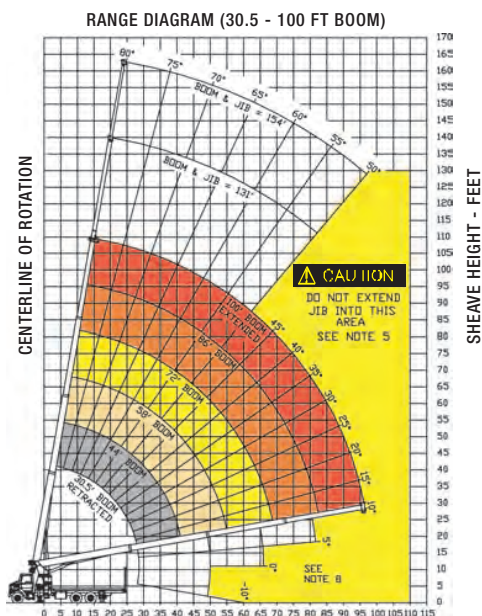 RANGE DIAGRAM (30.5 - 100 FT BOOM)
CENTERLINE OF ROTATION
SHEAVE HEIGHT - FEET
170
165
160
155
150
145
140
135
130
125
120
115
110
105
100
95
90
85
80
75
70
65
60
55
50
45
40
35
30
25
20
15
10
5
0
80°
75°
70°
65°
60°
55°
50°
BOOM & JIB = 154'
BOOM & JIB = 131'
CAUTION
DO NOT EXTEND
JIB INTO THIS
AREA
SEE NOTE 5
100' BOOM
(EXTENDED)
86' BOOM
72' BOOM
58' BOOM
44' BOOM
30.5' BOOM
RETRACTED
45°
40°
35°
30°
25°
20°
15°
10°
5°
0°
-10°
SEE
NOTE 8
0 5 10 15 20 25 30 35 40 45 50 55 60 65 70 75 80 85 90 95 100 105 110 115